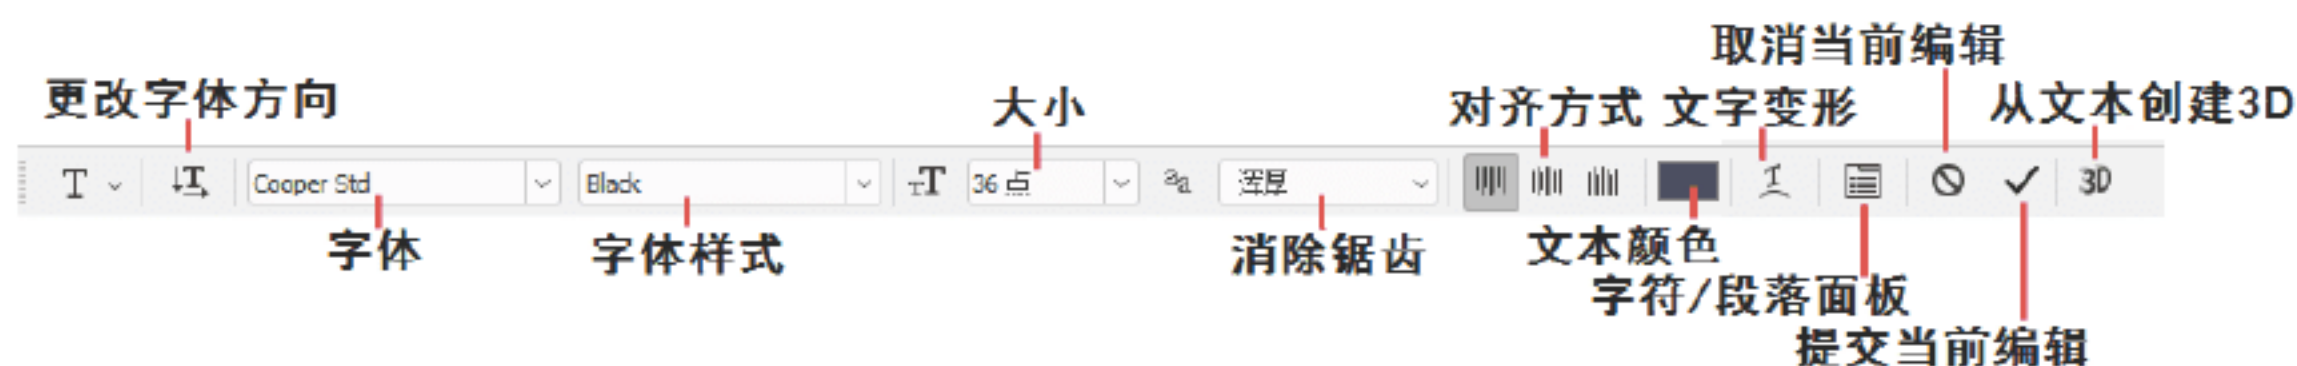 取消当前编辑
更改字体方向
大小
对齐方式 文字变形
从文本创建3D
T
T
Cooper Std
Black
TT
36 点
aa
浑厚
T
3D
字体
字体样式
消除锯齿
文本颜色
字符/段落面板
提交当前编辑